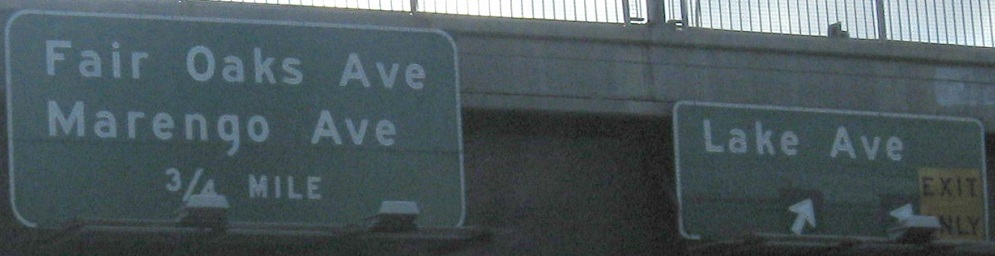 Fair Oaks Ave
Marengo Ave
3/4 MILE
Lake Ave
EXIT
ONLY